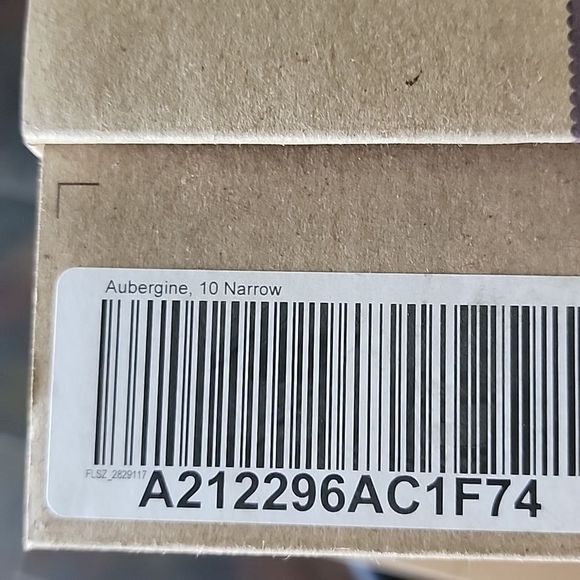 Aubergine, 10 Narrow
FLSZ_2829117
A212296AC1F74